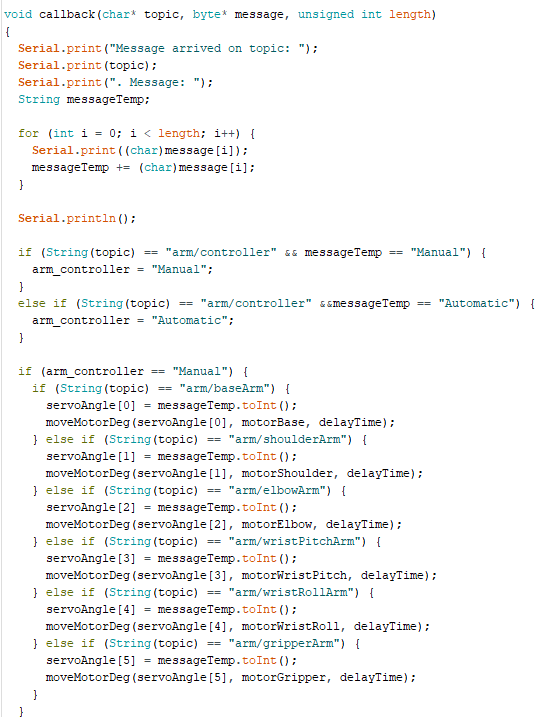 void callback(char* topic, byte* message, unsigned int length)
{
  Serial.print("Message arrived on topic: ");
  Serial.print(topic);
  Serial.print(". Message: ");
  String messageTemp;

  for (int i = 0; i < length; i++) {
    Serial.print((char)message[i]);
    messageTemp += (char)message[i];
  }

  Serial.println();

  if (String(topic) == "arm/controller" && messageTemp == "Manual") {
    arm_controller = "Manual";
  }
  else if (String(topic) == "arm/controller" &&messageTemp == "Automatic") {
    arm_controller = "Automatic";
  }

  if (arm_controller == "Manual") {
    if (String(topic) == "arm/baseArm") {
      servoAngle[0] = messageTemp.toInt();
      moveMotorDeg(servoAngle[0], motorBase, delayTime);
    } else if (String(topic) == "arm/shoulderArm") {
      servoAngle[1] = messageTemp.toInt();
      moveMotorDeg(servoAngle[1], motorShoulder, delayTime);
    } else if (String(topic) == "arm/elbowArm") {
      servoAngle[2] = messageTemp.toInt();
      moveMotorDeg(servoAngle[2], motorElbow, delayTime);
    } else if (String(topic) == "arm/wristPitchArm") {
      servoAngle[3] = messageTemp.toInt();
      moveMotorDeg(servoAngle[3], motorWristPitch, delayTime);
    } else if (String(topic) == "arm/wristRollArm") {
      servoAngle[4] = messageTemp.toInt();
      moveMotorDeg(servoAngle[4], motorWristRoll, delayTime);
    } else if (String(topic) == "arm/gripperArm") {
      servoAngle[5] = messageTemp.toInt();
      moveMotorDeg(servoAngle[5], motorGripper, delayTime);
    }
  }